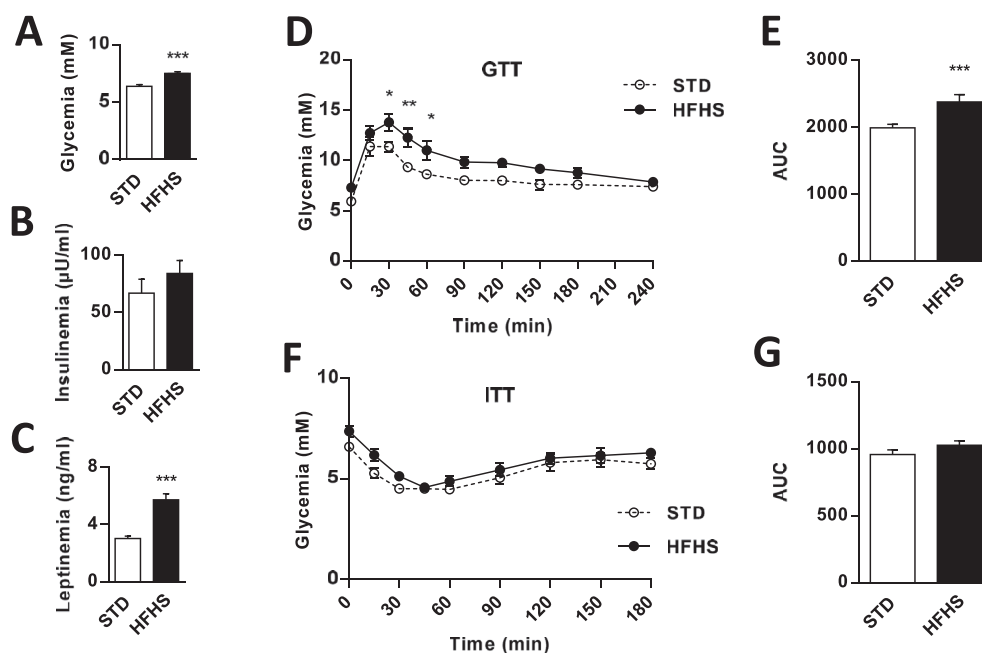 A
Glycemia (mM)
10
5
0
***
STD
HFHS
B
Insulinemia (µU/ml)
100
50
0
STD
HFHS
C
Leptinemia (ng/ml)
8
4
0
***
STD
HFHS
D
GTT
Glycemia (mM)
20
15
10
5
0
*
**
*
STD
HFHS
0 30 60 90 120 150 180 210 240
Time (min)
E
AUC
3000
2000
1000
0
***
STD
HFHS
F
ITT
Glycemia (mM)
10
5
0
STD
HFHS
0 30 60 90 120 150 180
Time (min)
G
AUC
1500
1000
500
0
STD
HFHS